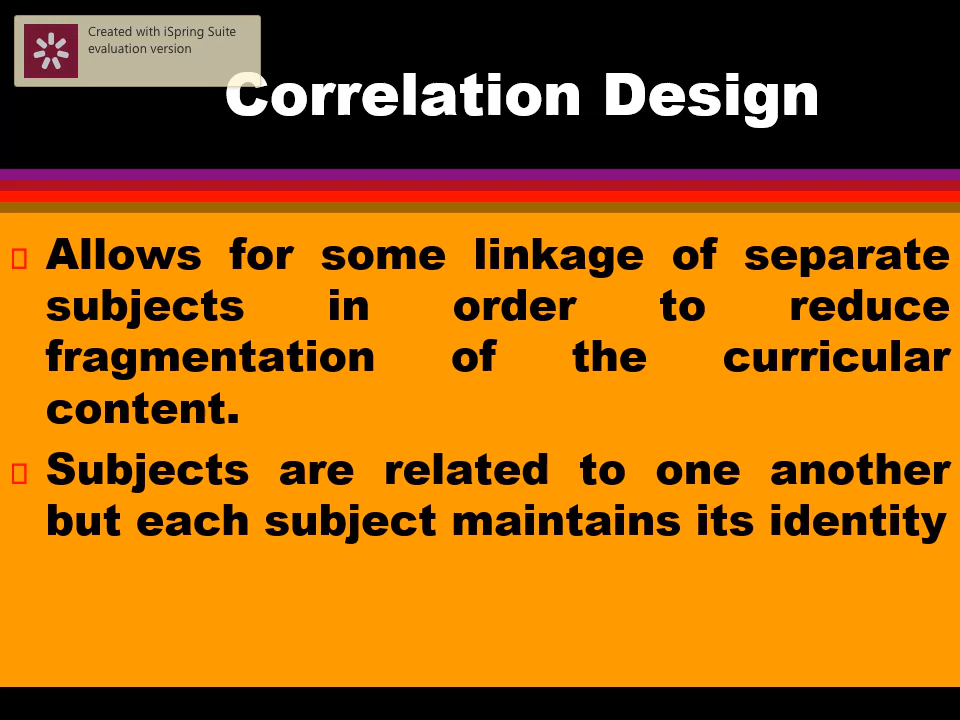 Created with iSpring Suite
evaluation version
Correlation Design
Allows for some linkage of separate
subjects in order to reduce
fragmentation of the curricular
content.
Subjects are related to one another
but each subject maintains its identity